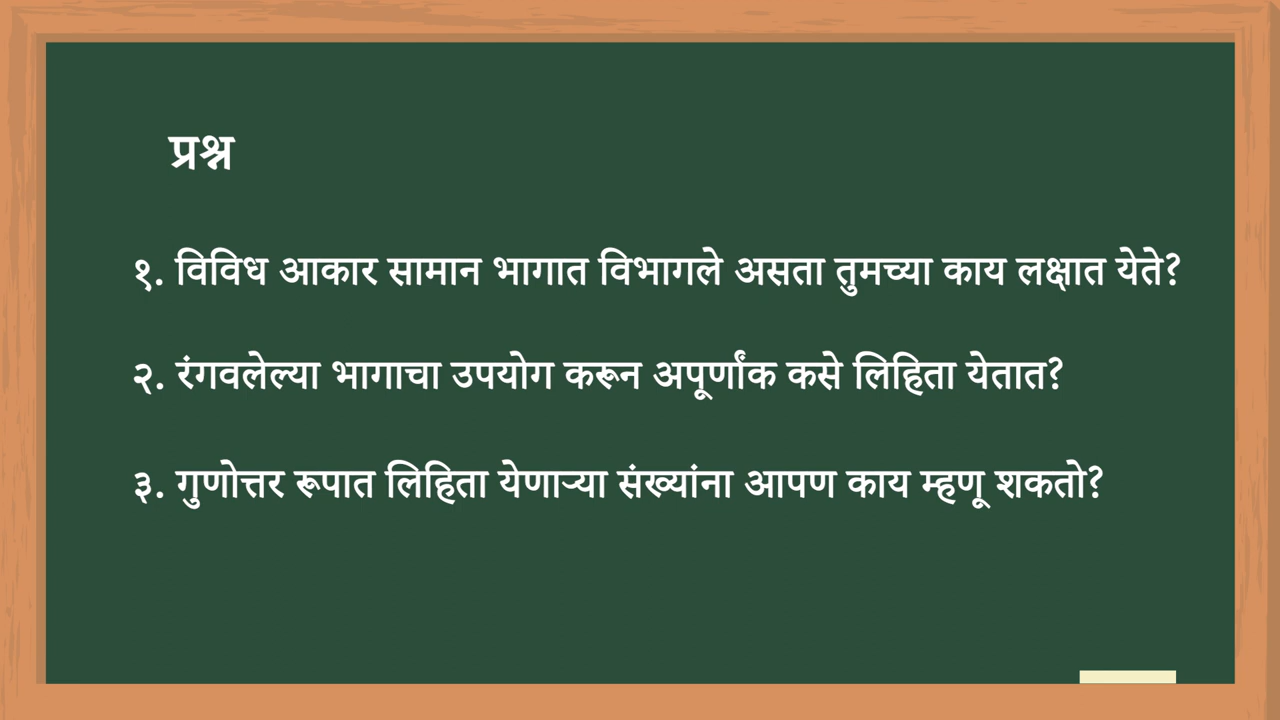 प्रश्न
१. विविध आकार सामान भागात विभागले असता तुमच्या काय लक्षात येते?
२. रंगवलेल्या भागाचा उपयोग करून अपूर्णांक कसे लिहिता येतात?
३. गुणोत्तर रूपात लिहिता येणाऱ्या संख्यांना आपण काय म्हणू शकतो?